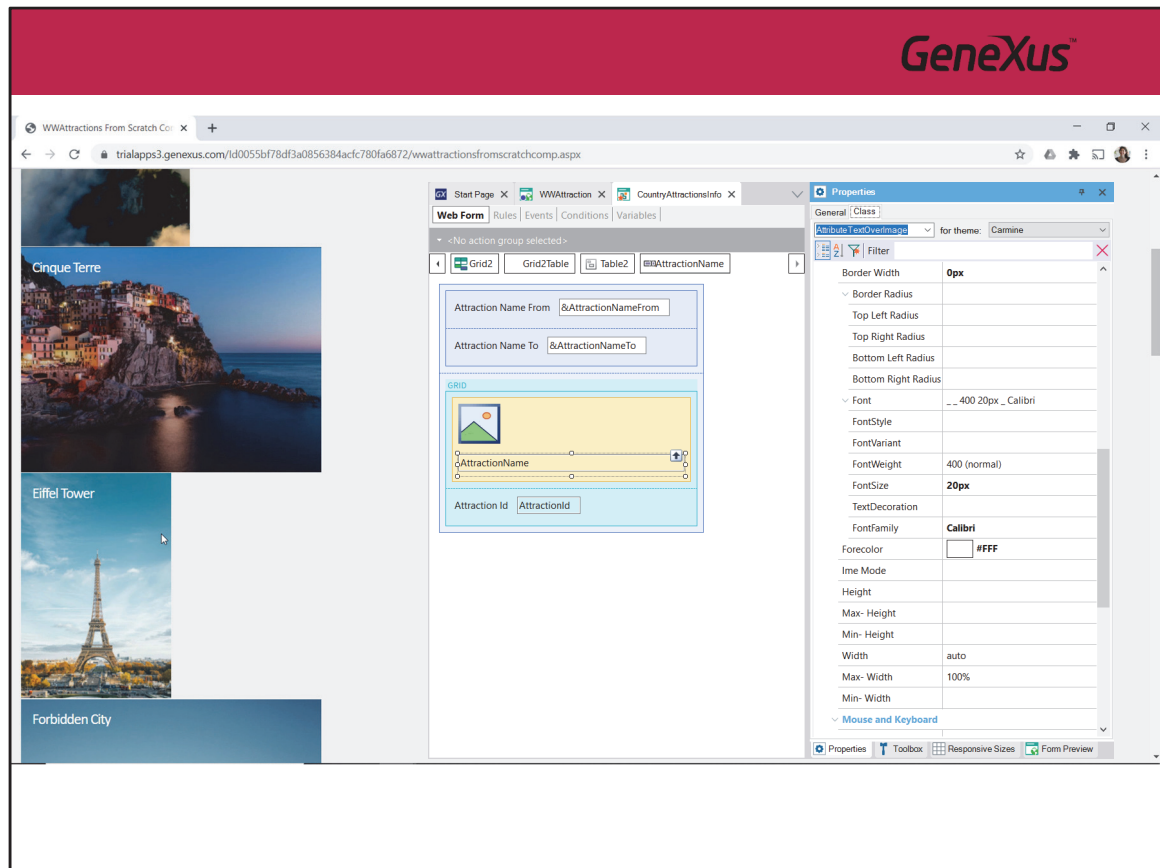 GeneXus™
WWAttractions From Scratch Cor
trialapps3.genexus.com/Id0055bf78df3a0856384acfc780fa6872/wwattractionsfromscratchcomp.aspx
Cinque Terre
Eiffel Tower
Forbidden City
GX Start Page WWAttraction CountryAttractionsInfo
Web Form Rules Events Conditions Variables
<No action group selected>
Grid2 Grid2Table Table2 AttractionName
Attraction Name From &AttractionNameFrom
Attraction Name To &AttractionNameTo
GRID
AttractionName
Attraction Id AttractionId
Properties
General Class
AttributeTextOverImage for theme: Carmine
Filter
Border Width 0px
Border Radius
Top Left Radius
Top Right Radius
Bottom Left Radius
Bottom Right Radius
Font _ _ 400 20px _ Calibri
FontStyle
FontVariant
FontWeight 400 (normal)
FontSize 20px
TextDecoration
FontFamily Calibri
Forecolor #FFF
Ime Mode
Height
Max- Height
Min- Height
Width auto
Max- Width 100%
Min- Width
Mouse and Keyboard
Properties Toolbox Responsive Sizes Form Preview